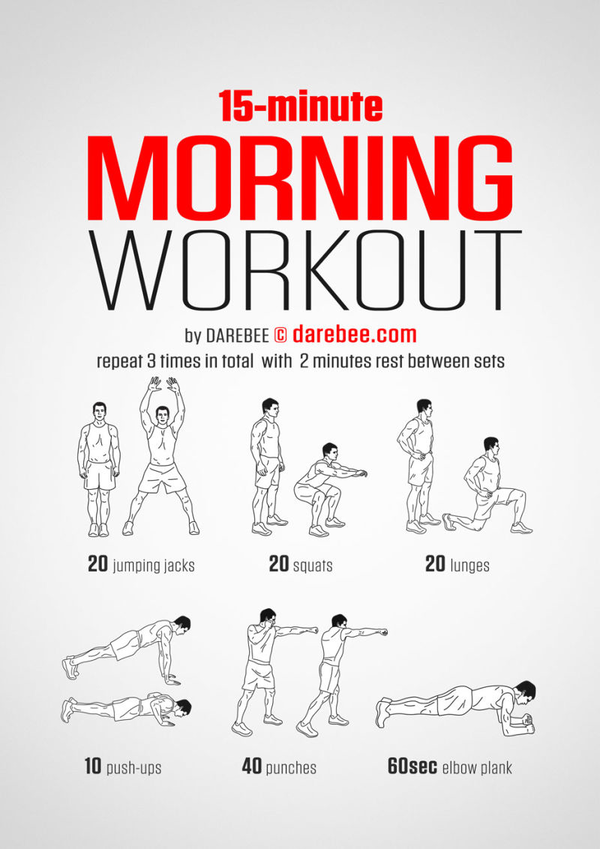 15-minute
MORNING
WORKOUT
by DAREBEE © darebee.com
repeat 3 times in total with 2 minutes rest between sets
20 jumping jacks
20 squats
20 lunges
10 push-ups
40 punches
60sec elbow plank